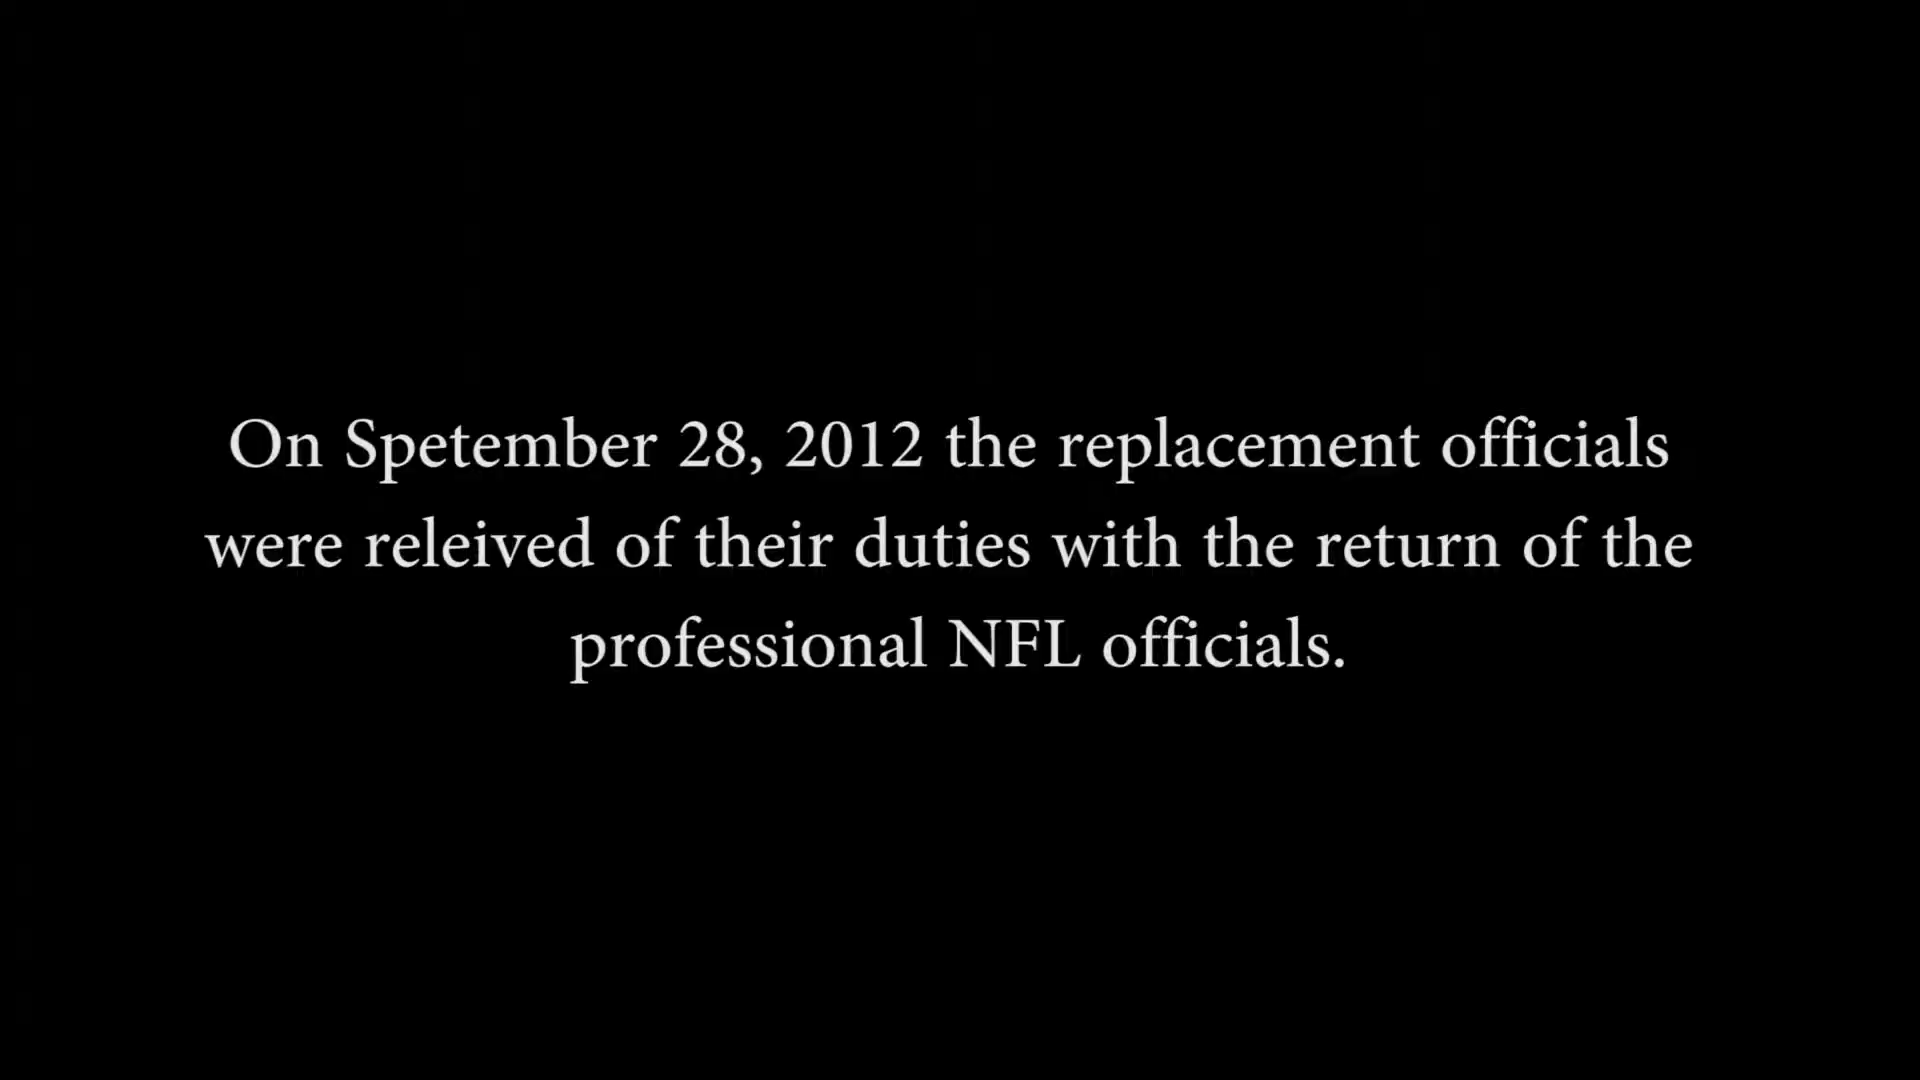 On Spetember 28, 2012 the replacement officials
were releived of their duties with the return of the
professional NFL officials.